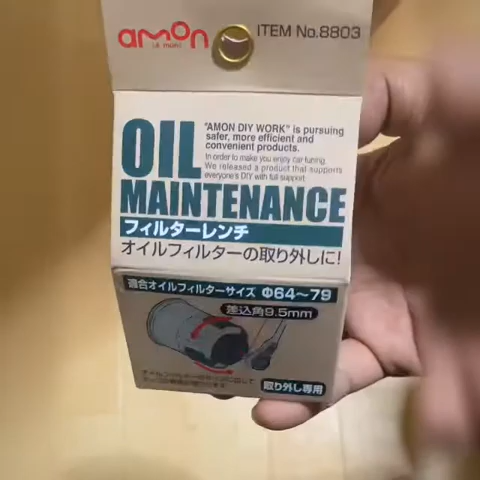 amon
ITEM No.8803
OIL
MAINTENANCE
"AMON DIY WORK" is pursuing
safer, more efficient and
convenient products.
In order to make you enjoy car tuning.
We released a product that supports
everyone's DIY with full support.
フィルターレンチ
オイルフィルターの取り外しに!
適合オイルフィルターサイズ Φ64〜79
差込角9.5mm
取り外し専用